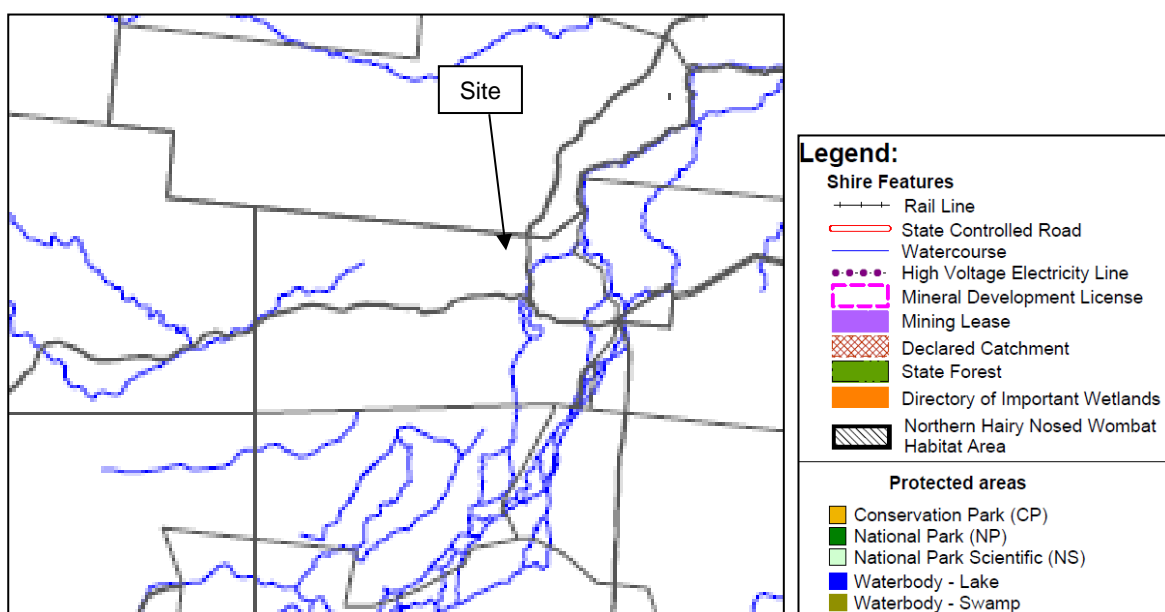 Site
Legend:
Shire Features
Rail Line
State Controlled Road
Watercourse
High Voltage Electricity Line
Mineral Development License
Mining Lease
Declared Catchment
State Forest
Directory of Important Wetlands
Northern Hairy Nosed Wombat
Habitat Area
Protected areas
Conservation Park (CP)
National Park (NP)
National Park Scientific (NS)
Waterbody - Lake
Waterbody - Swamp